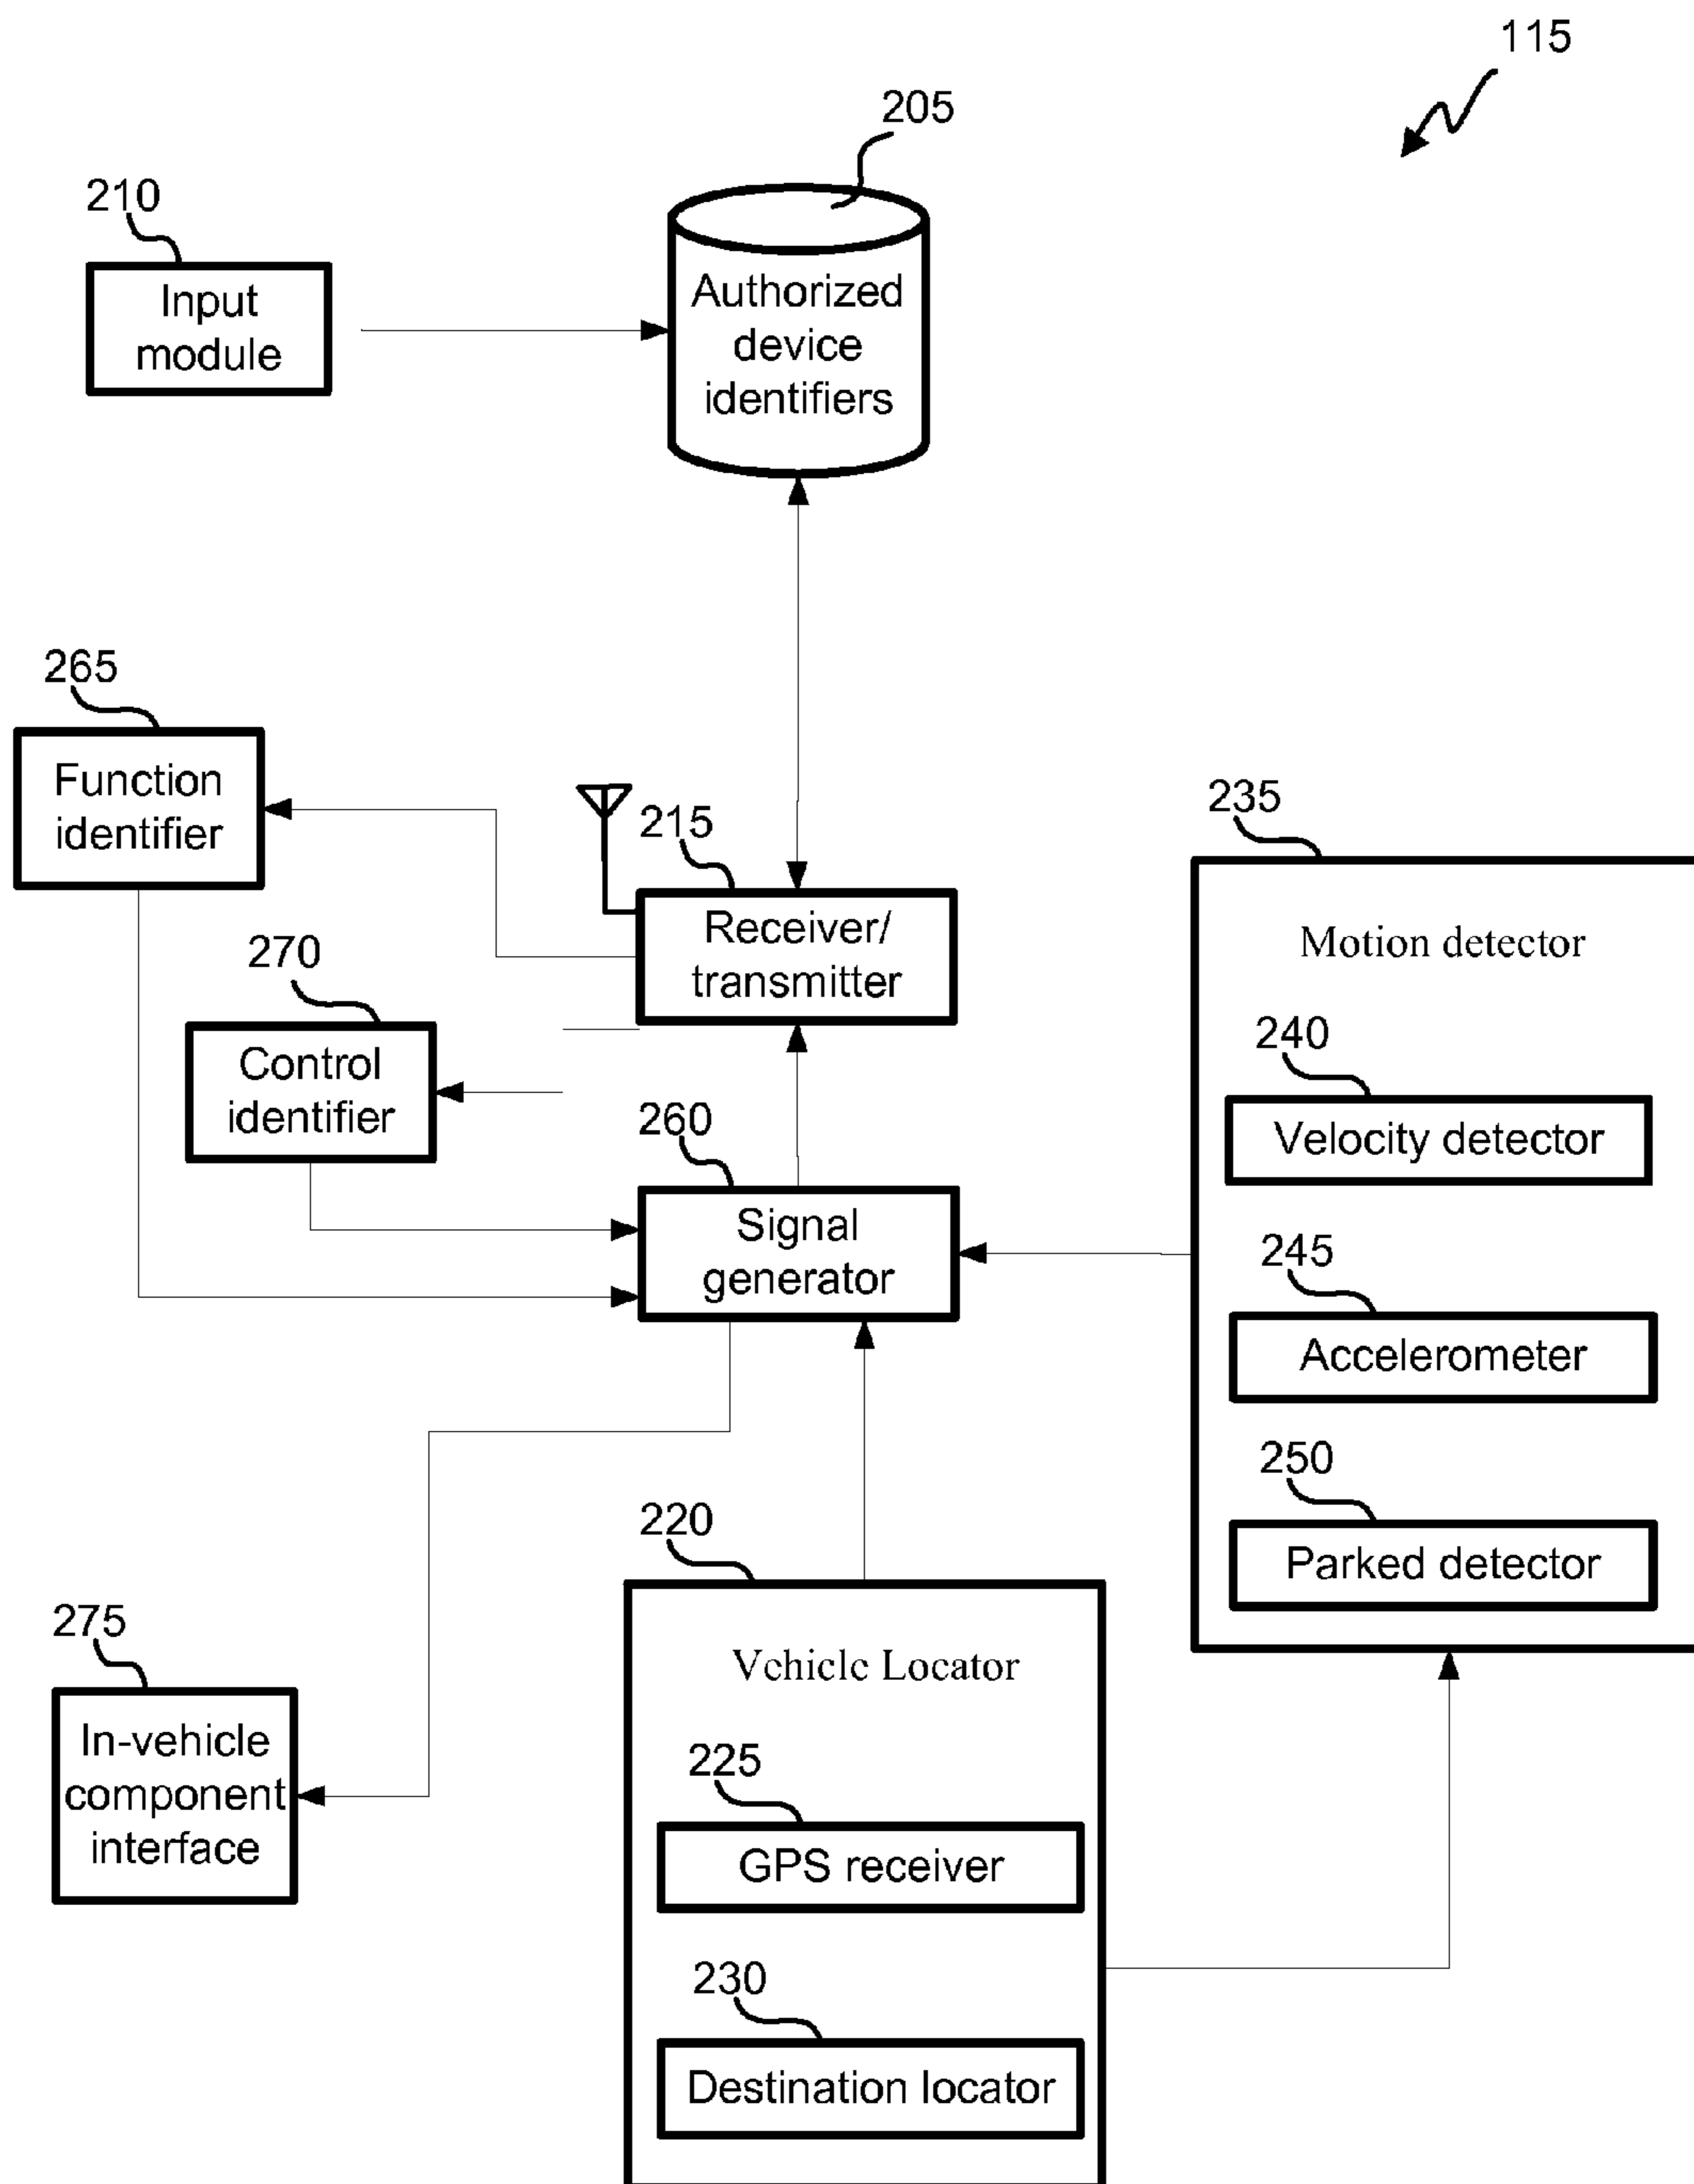 115
205
210
Input
module
Authorized
device
identifiers
265
Function
identifier
215
Receiver/
transmitter
235
Motion detector
270
Control
identifier
240
Velocity detector
260
Signal
generator
245
Accelerometer
250
Parked detector
220
Vehicle Locator
275
In-vehicle
component
interface
225
GPS receiver
230
Destination locator